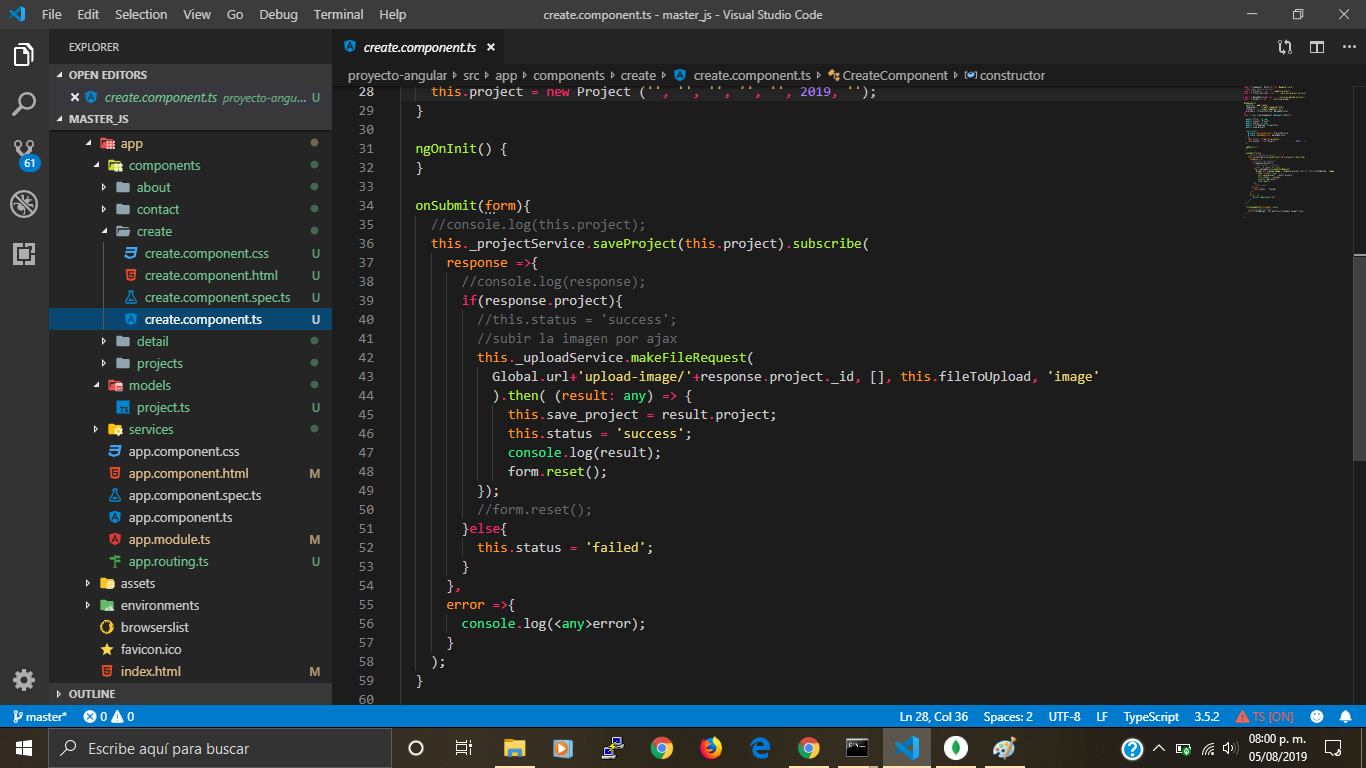 File Edit Selection View Go Debug Terminal Help
create.component.ts - master_js - Visual Studio Code
EXPLORER
OPEN EDITORS
create.component.ts proyecto-angu... U
MASTER_JS
app
components
about
contact
create
create.component.css U
create.component.html U
create.component.spec.ts U
create.component.ts U
detail
projects
models
project.ts U
services
app.component.css
app.component.html M
app.component.spec.ts
app.component.ts
app.module.ts M
app.routing.ts U
assets
environments
browserslist
favicon.ico
index.html M
OUTLINE
61
create.component.ts
proyecto-angular src app components create create.component.ts CreateComponent constructor
28 this.project = new Project ('', '', '', '', '', 2019, '');
29 }
30
31 ngOnInit() {
32 }
33
34 onSubmit(form){
35 //console.log(this.project);
36 this._projectService.saveProject(this.project).subscribe(
37 response =>{
38 //console.log(response);
39 if(response.project){
40 //this.status = 'success';
41 //subir la imagen por ajax
42 this._uploadService.makeFileRequest(
43 Global.url+'upload-image/'+response.project._id, [], this.fileToUpload, 'image'
44 ).then( (result: any) => {
45 this.save_project = result.project;
46 this.status = 'success';
47 console.log(result);
48 form.reset();
49 });
50 //form.reset();
51 }else{
52 this.status = 'failed';
53 }
54 },
55 error =>{
56 console.log(<any>error);
57 }
58 );
59 }
60
master* 0 0 Ln 28, Col 36 Spaces: 2 UTF-8 LF TypeScript 3.5.2 TS [ON]
Escribe aquí para buscar
08:00 p. m.
05/08/2019